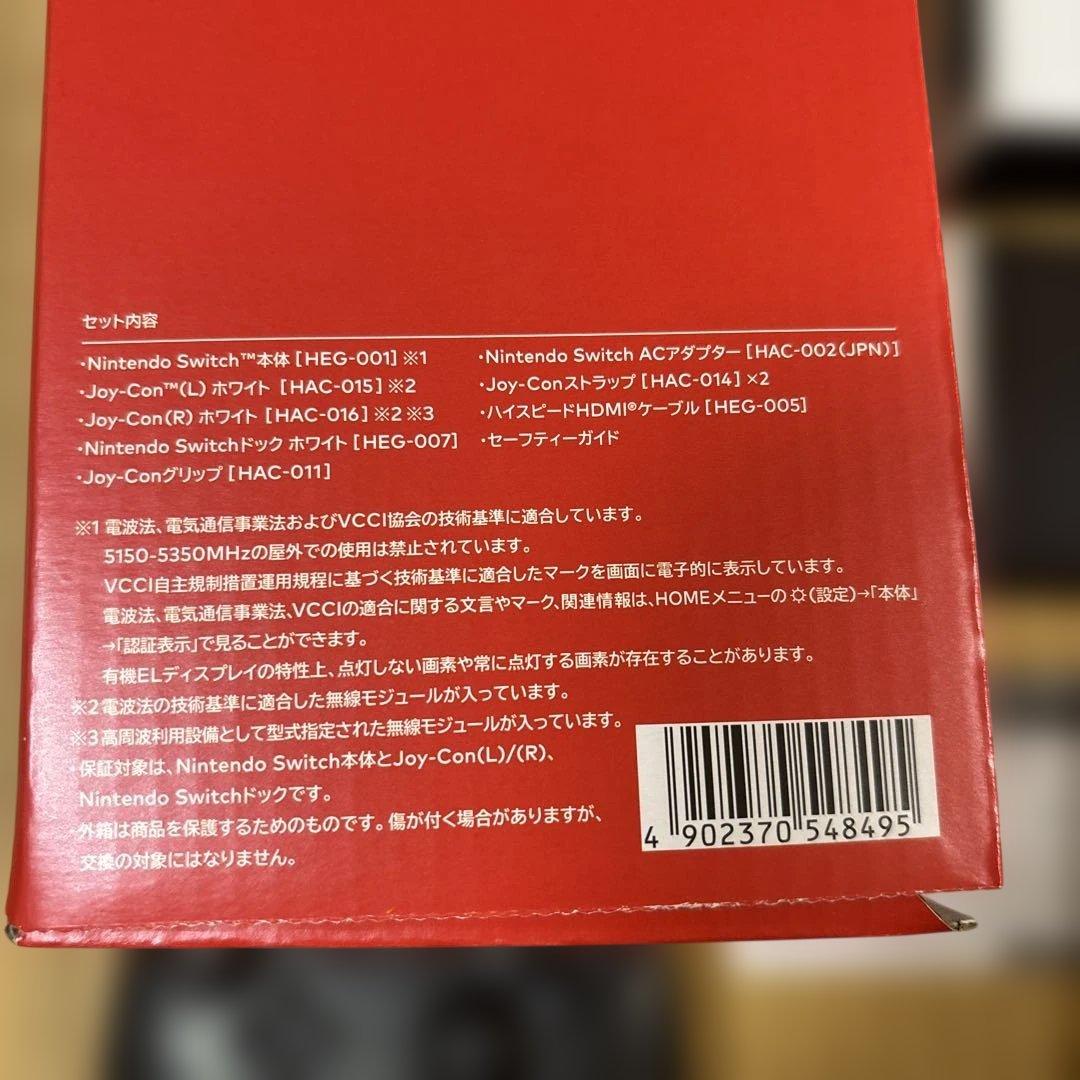 セット内容
・Nintendo Switch™本体［HEG-001］※1
・Joy-Con™(L) ホワイト［HAC-015］※2
・Joy-Con(R) ホワイト［HAC-016］※2 ※3
・Nintendo Switchドック ホワイト［HEG-007］
・Joy-Conグリップ［HAC-011］
・Nintendo Switch ACアダプター［HAC-002(JPN)］
・Joy-Conストラップ［HAC-014］×2
・ハイスピードHDMI®ケーブル［HEG-005］
・セーフティーガイド
※1 電波法、電気通信事業法およびVCCI協会の技術基準に適合しています。
5150-5350MHzの屋外での使用は禁止されています。
VCCI自主規制措置運用規程に基づく技術基準に適合したマークを画面に電子的に表示しています。
電波法、電気通信事業法、VCCIの適合に関する文言やマーク、関連情報は、HOMEメニューの(設定)→「本体」
→「認証表示」で見ることができます。
有機ELディスプレイの特性上、点灯しない画素や常に点灯する画素が存在することがあります。
※2 電波法の技術基準に適合した無線モジュールが入っています。
※3 高周波利用設備として型式指定された無線モジュールが入っています。
・保証対象は、Nintendo Switch本体とJoy-Con(L)/(R)、
Nintendo Switchドックです。
・外箱は商品を保護するためのものです。傷が付く場合がありますが、
交換の対象にはなりません。
4 902370 548495